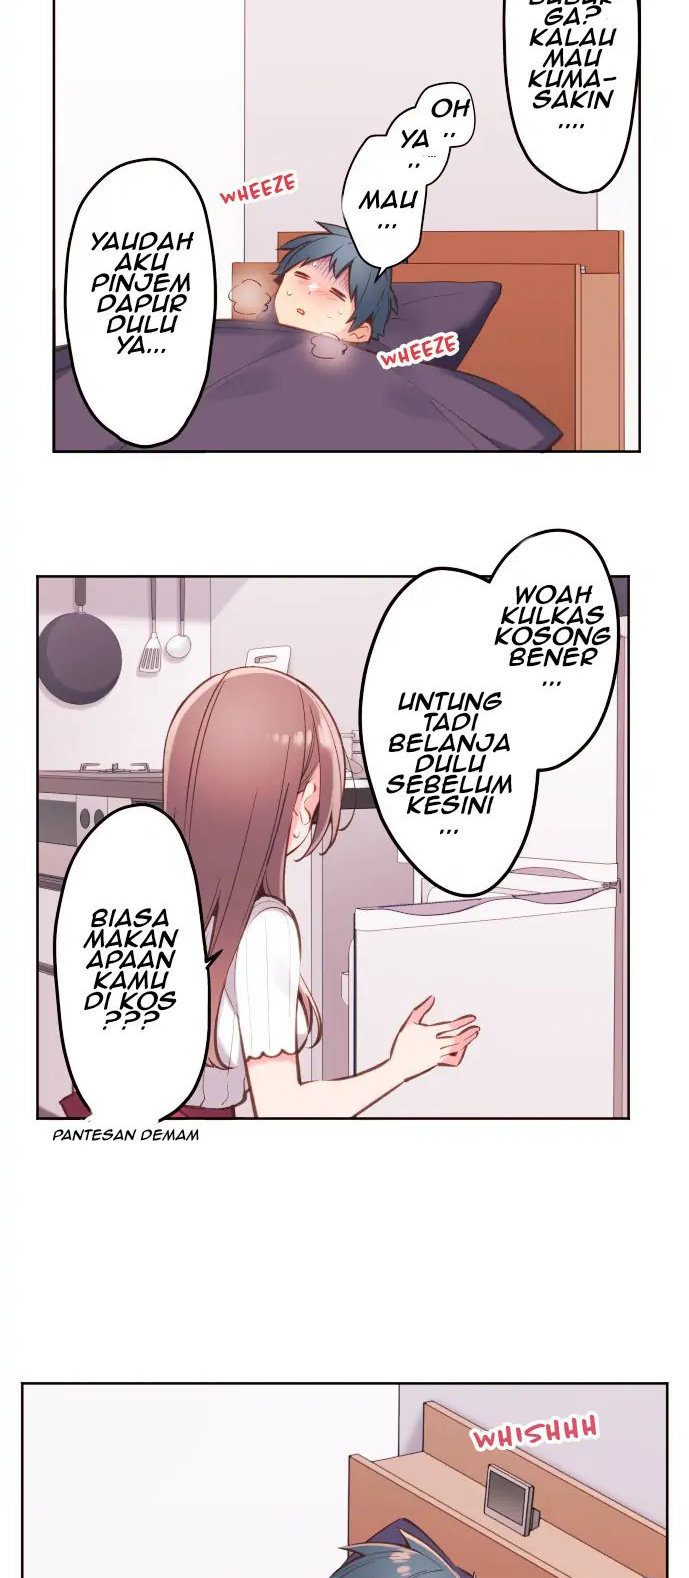 GA?
KALAU
MAU
KUMA-
SAKIN
....
OH
..
YA
..
MAU
...
WHEEZE
YAUDAH
AKU
PINJEM
DAPUR
DULU
YA...
WHEEZE
WOAH
KULKAS
KOSONG
BENER
...
UNTUNG
TADI
BELANJA
DULU
SEBELUM
KESINI
...
BIASA
MAKAN
APAAN
KAMU
DI KOS
???
PANTESAN DEMAM
WHISHHH